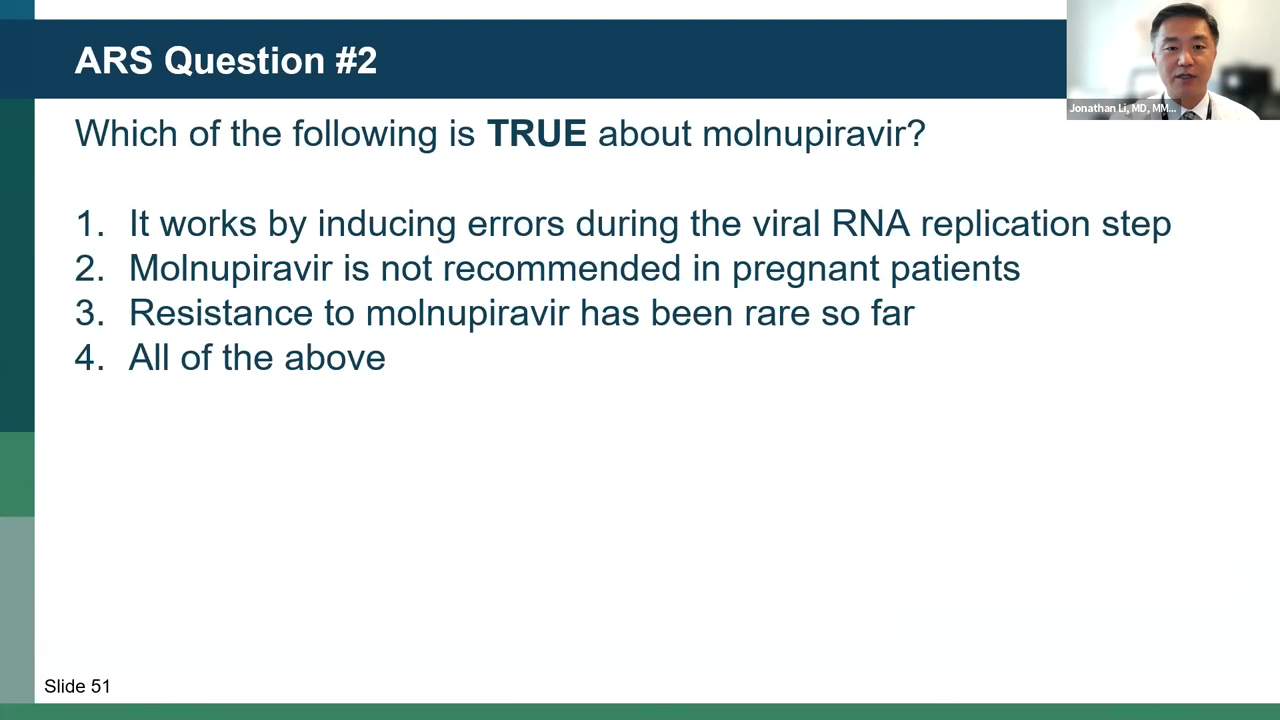 ARS Question #2
Jonathan Li, MD, MM...
Which of the following is TRUE about molnupiravir?
1. It works by inducing errors during the viral RNA replication step
2. Molnupiravir is not recommended in pregnant patients
3. Resistance to molnupiravir has been rare so far
4. All of the above
Slide 51